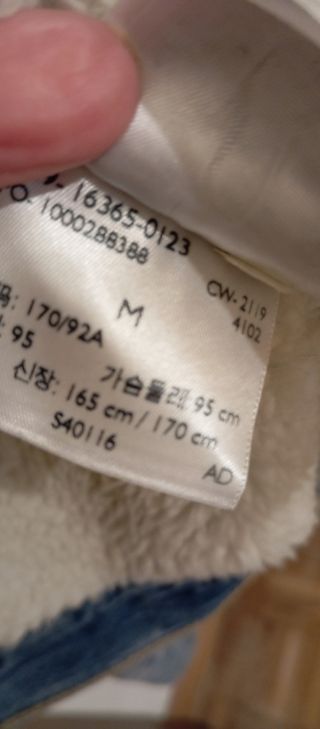 16365-0123
O- 1000288388
CW-2119
4102
M
: 170/92A
: 95
가슴둘레 95 cm
신장: 165 cm / 170 cm
S40116
AD